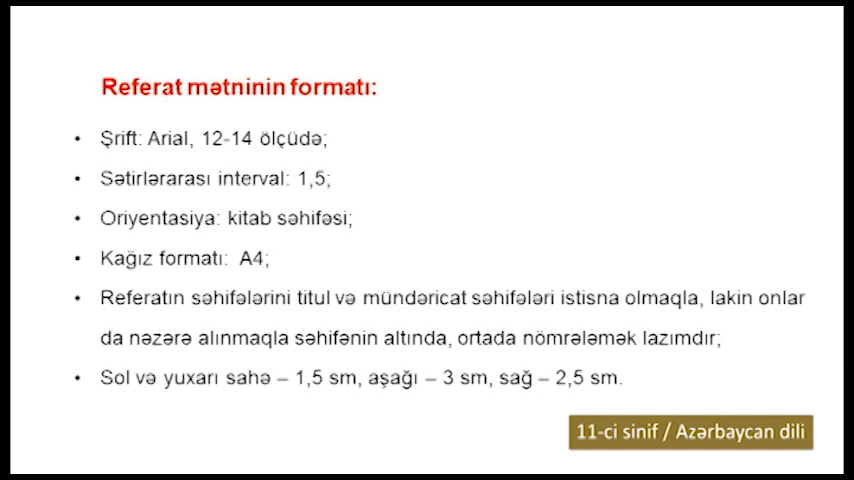 Referat mətninin formatı:
• Şrift: Arial, 12-14 ölçüdə;
• Sətirlərarası interval: 1,5;
• Oriyentasiya: kitab səhifəsi;
• Kağız formatı: A4;
• Referatın səhifələrini titul və mündəricat səhifələri istisna olmaqla, lakin onlar
da nəzərə alınmaqla səhifənin altında, ortada nömrələmək lazımdır;
• Sol və yuxarı sahə – 1,5 sm, aşağı – 3 sm, sağ – 2,5 sm.
11-ci sinif / Azərbaycan dili